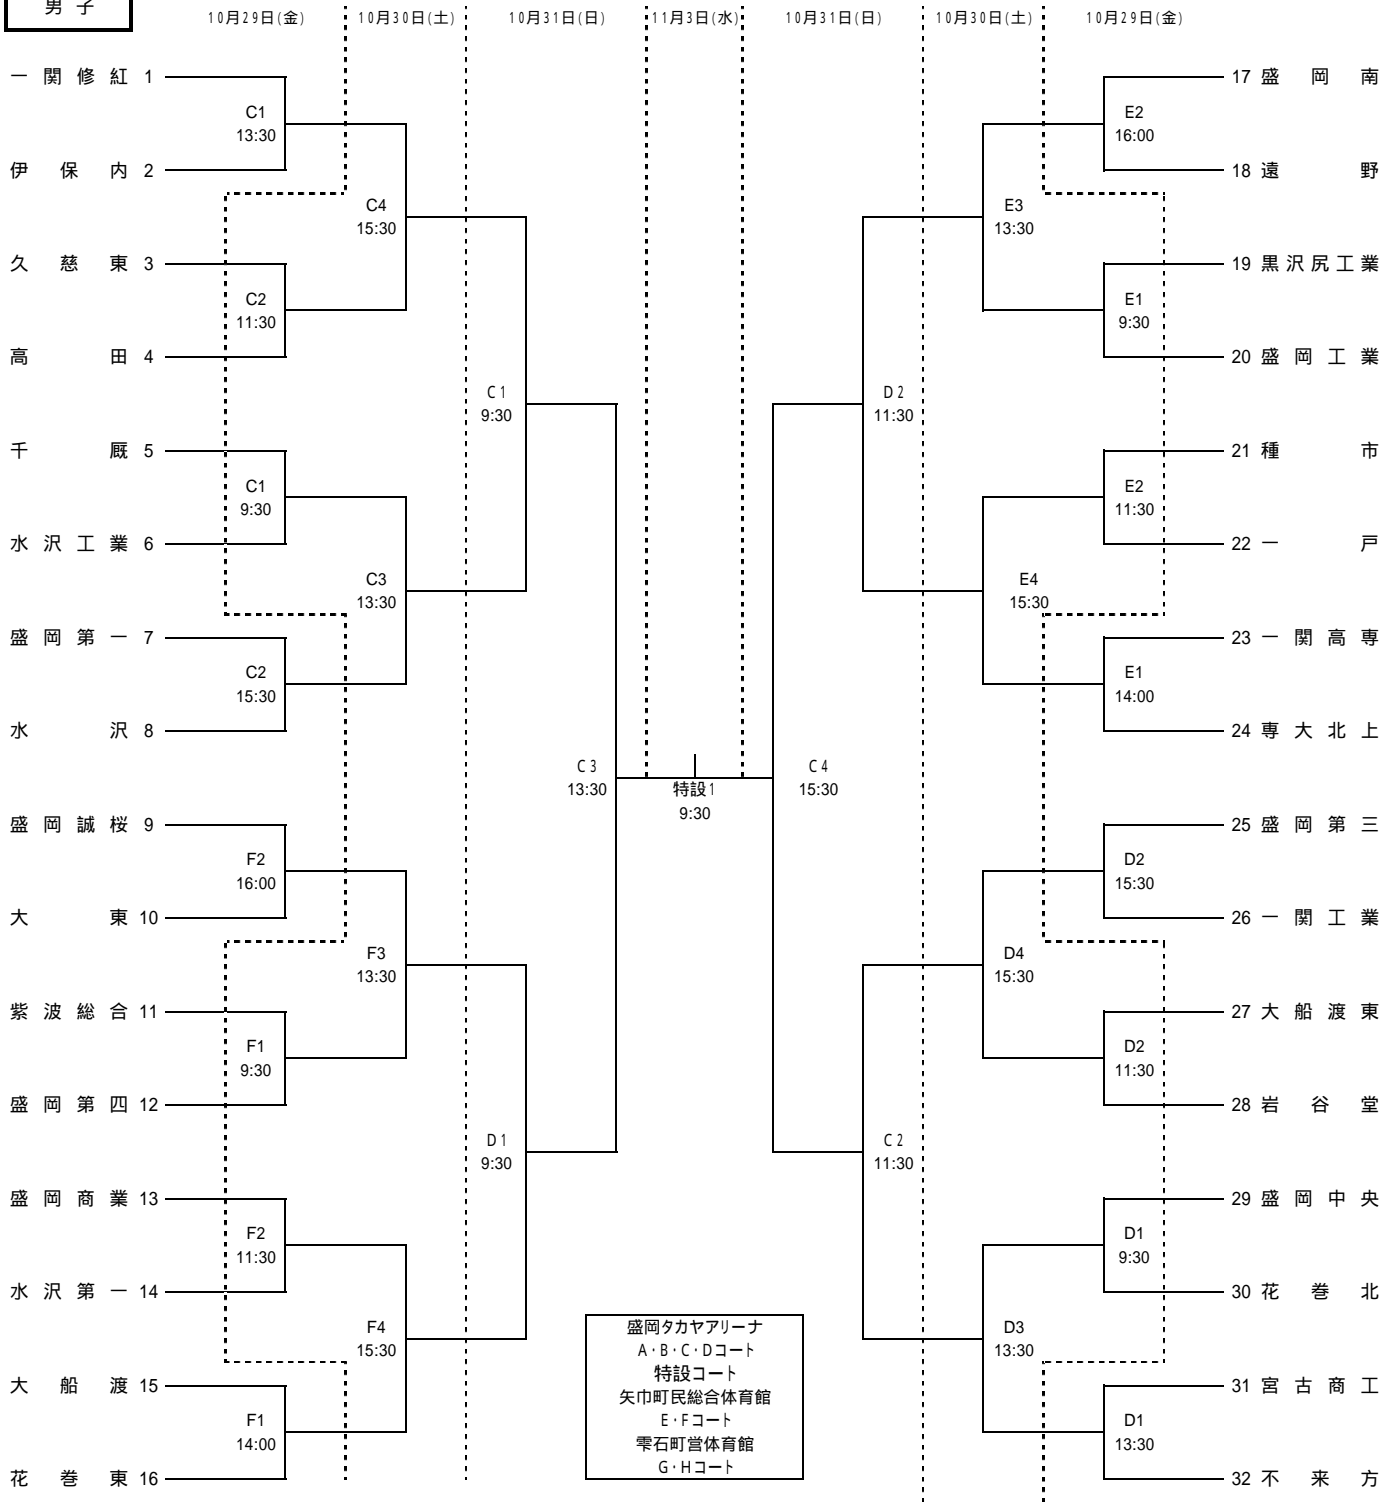 男子
10月29日(金) 10月30日(土) 10月31日(日) 11月3日(水) 10月31日(日) 10月30日(土) 10月29日(金)
一関修紅 1
C1
13:30
伊保内 2
C4
15:30
久慈東 3
C2
11:30
高田 4
C1
9:30
千厩 5
C1
9:30
水沢工業 6
C3
13:30
盛岡第一 7
C2
15:30
水沢 8
C3
13:30
盛岡誠桜 9
F2
16:00
大東 10
F3
13:30
紫波総合 11
F1
9:30
盛岡第四 12
D1
9:30
盛岡商業 13
F2
11:30
水沢第一 14
F4
15:30
大船渡 15
F1
14:00
花巻東 16
特設1
9:30
17 盛岡南
E2
16:00
18 遠野
E3
13:30
19 黒沢尻工業
E1
9:30
20 盛岡工業
D2
11:30
21 種市
E2
11:30
22 一戸
E4
15:30
23 一関高専
E1
14:00
24 専大北上
C4
15:30
25 盛岡第三
D2
15:30
26 一関工業
D4
15:30
27 大船渡東
D2
11:30
28 岩谷堂
C2
11:30
29 盛岡中央
D1
9:30
30 花巻北
D3
13:30
31 宮古商工
D1
13:30
32 不来方
盛岡タカヤアリーナ
A・B・C・Dコート
特設コート
矢巾町民総合体育館
E・Fコート
雫石町営体育館
G・Hコート